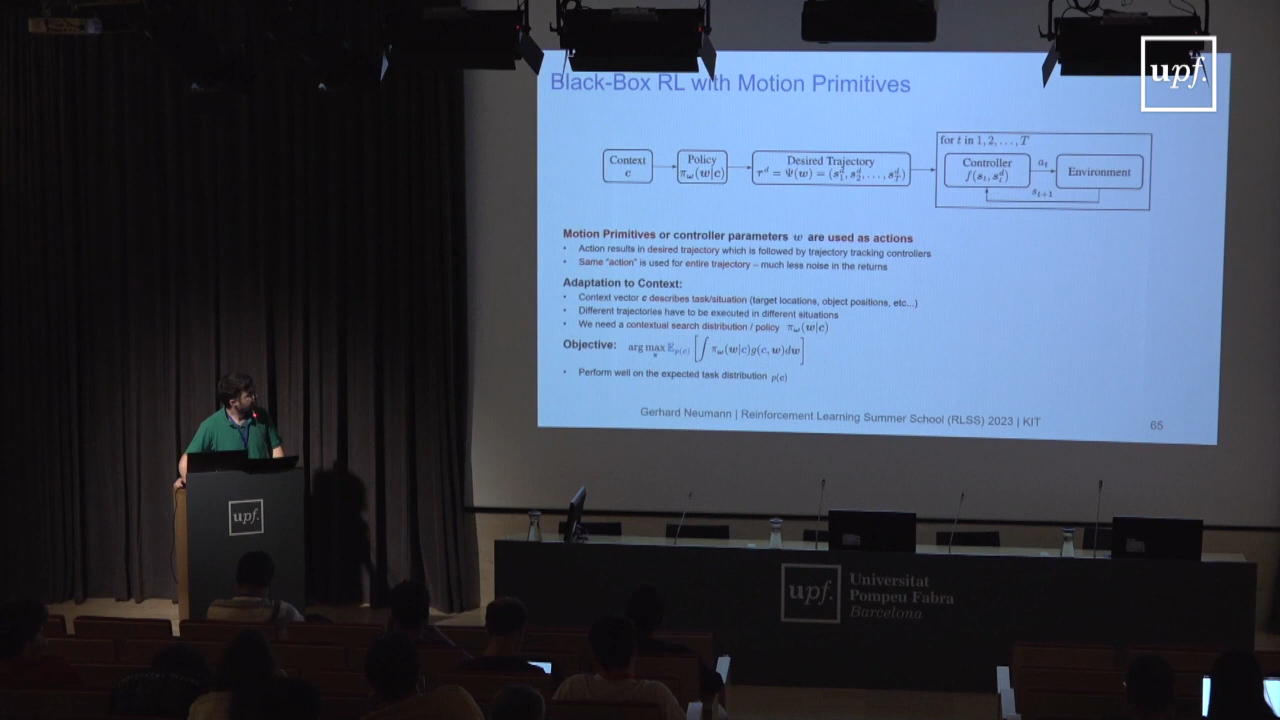 Black-Box RL with Motion Primitives
upf.
Context
c
Policy
π_ω(w|c)
Desired Trajectory
τ^d = Ψ(w) = (s_1^d, s_2^d, . . . , s_T^d)
for t in 1, 2, . . . , T
Controller
f(s_t, s_t^d)
a_t
Environment
s_{t+1}
Motion Primitives or controller parameters w are used as actions
• Action results in desired trajectory which is followed by trajectory tracking controllers
• Same "action" is used for entire trajectory – much less noise in the returns
Adaptation to Context:
• Context vector c describes task/situation (target locations, object positions, etc...)
• Different trajectories have to be executed in different situations
• We need a contextual search distribution / policy π_ω(w|c)
Objective: arg max_π E_{p(c)} [∫ π_ω(w|c)g(c, w)dw]
• Perform well on the expected task distribution p(c)
Gerhard Neumann | Reinforcement Learning Summer School (RLSS) 2023 | KIT
65
upf.
upf.
Universitat
Pompeu Fabra
Barcelona